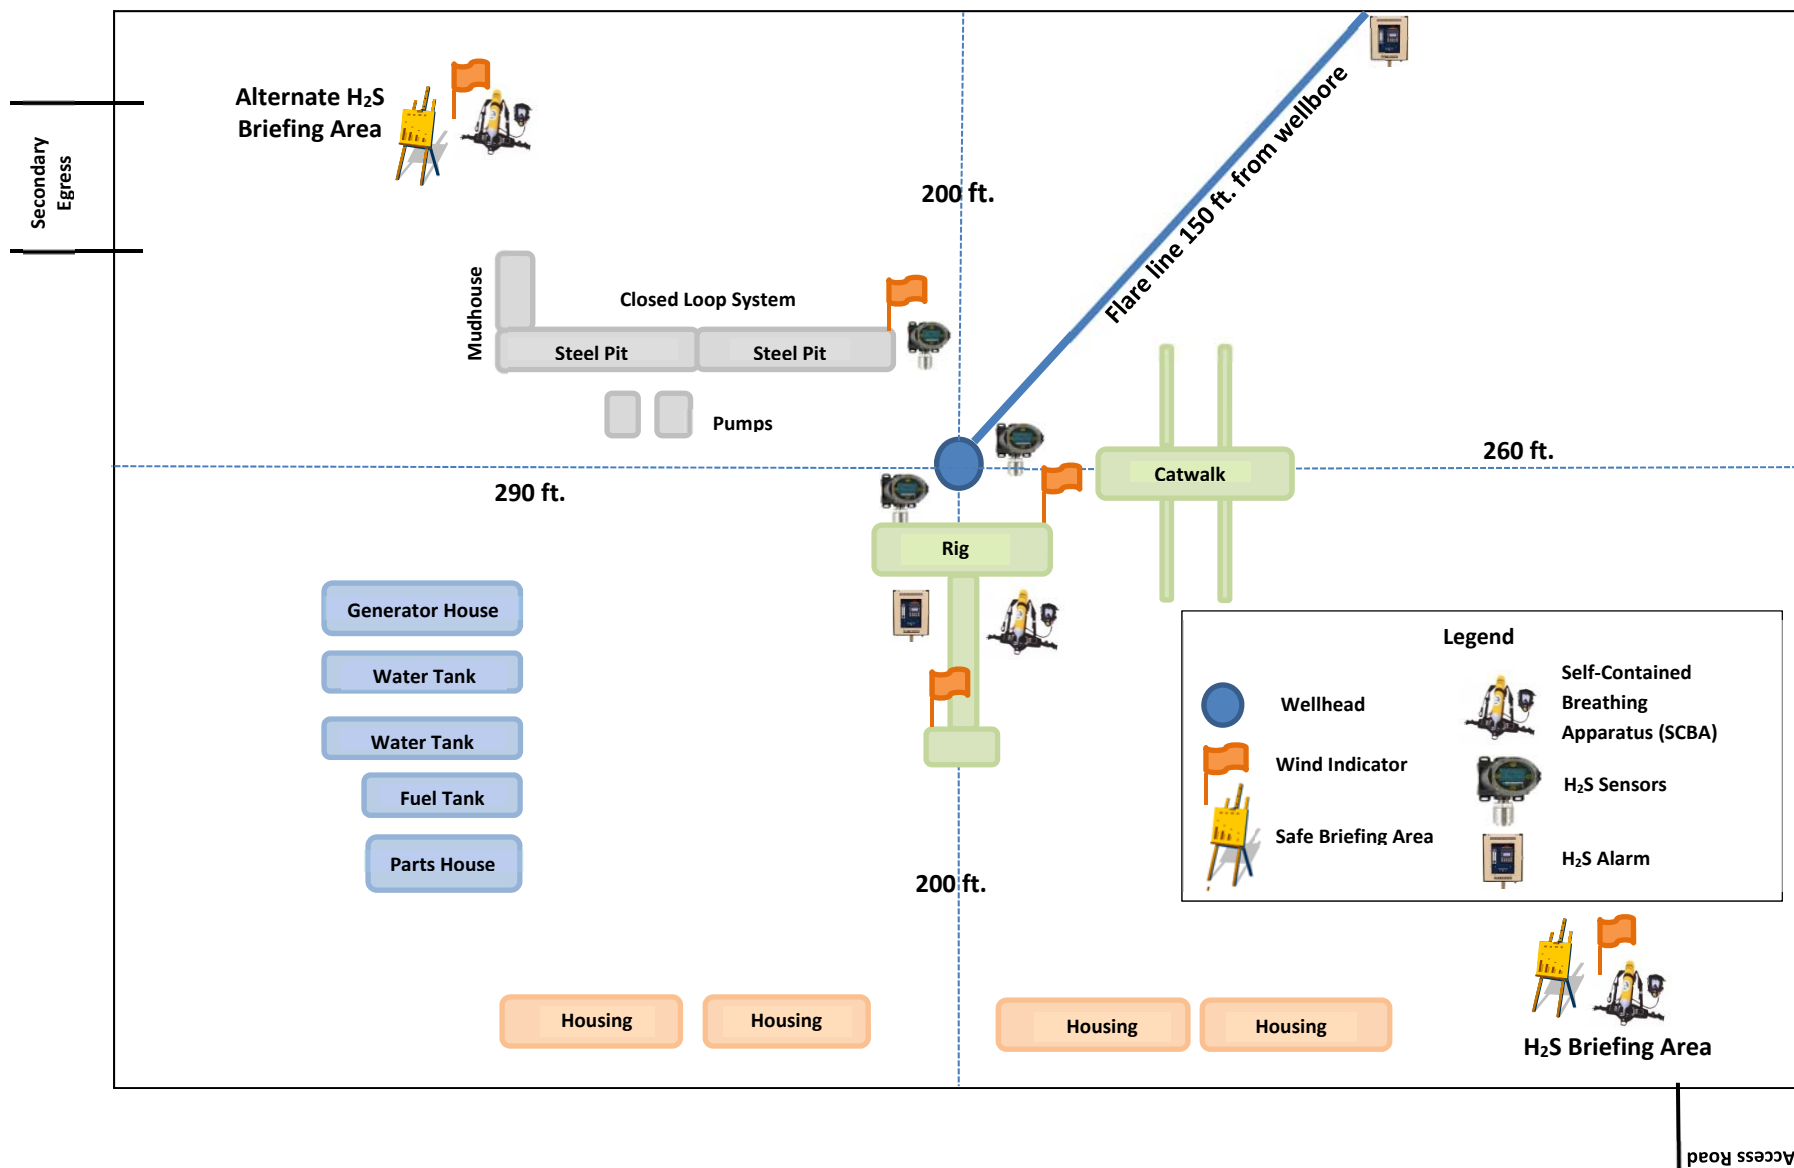 Alternate H₂S
Briefing Area
Secondary
Egress
200 ft.
Flare line 150 ft. from wellbore
Mudhouse
Closed Loop System
Steel Pit
Steel Pit
Pumps
290 ft.
260 ft.
Catwalk
Rig
Generator House
Water Tank
Water Tank
Fuel Tank
Parts House
200 ft.
Legend
Wellhead
Wind Indicator
Safe Briefing Area
Self-Contained
Breathing
Apparatus (SCBA)
H₂S Sensors
H₂S Alarm
Housing
Housing
Housing
Housing
H₂S Briefing Area
Access Road